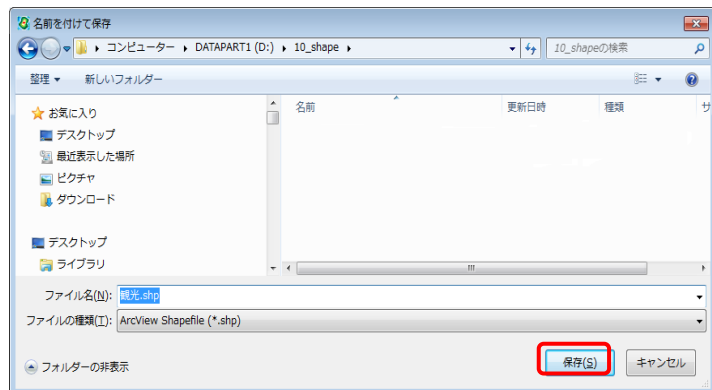 名前を付けて保存
コンピューター DATAPART1 (D:) 10_shape 10_shapeの検索
整理 新しいフォルダー
お気に入り 名前 更新日時 種類 サ
デスクトップ
最近表示した場所
ピクチャ
ダウンロード
デスクトップ
ライブラリ
ファイル名(N): 観光.shp
ファイルの種類(T): ArcView Shapefile (*.shp)
フォルダーの非表示 保存(S) キャンセル